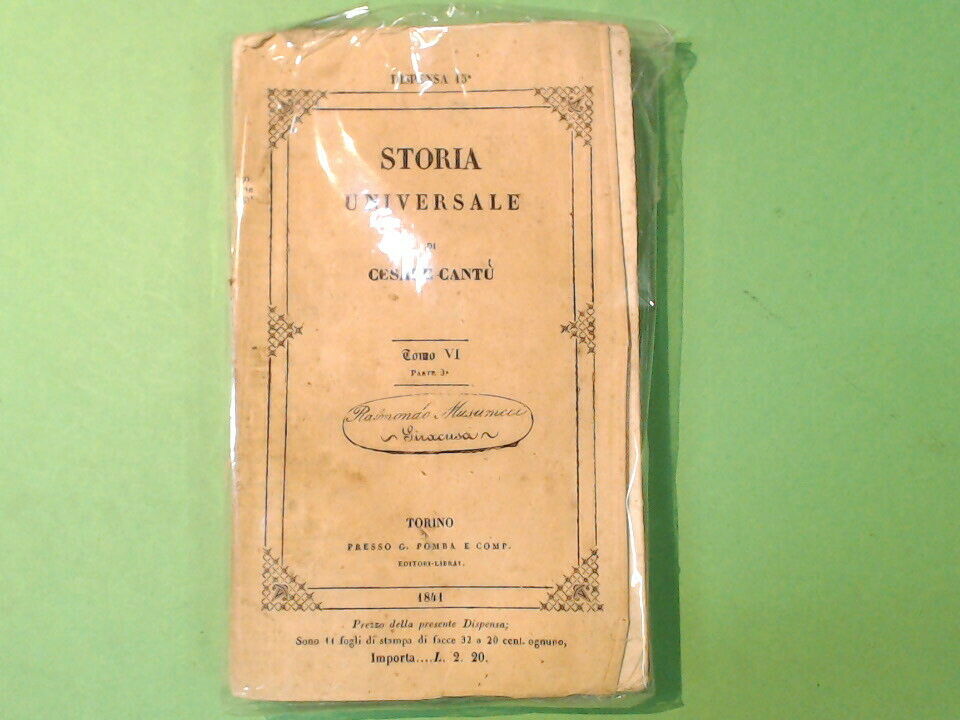 DISPENSA 13ª
STORIA
UNIVERSALE
DI
CESARE CANTÙ
Tomo VI
PARTE 3ª
Raimondo Musumeci
Siracusa
TORINO
PRESSO G. POMBA E COMP.
EDITORI-LIBRAI.
1841
Prezzo della presente Dispensa;
Sono 11 fogli di stampa di facce 32 a 20 cent. ognuno,
Importa....L. 2. 20.